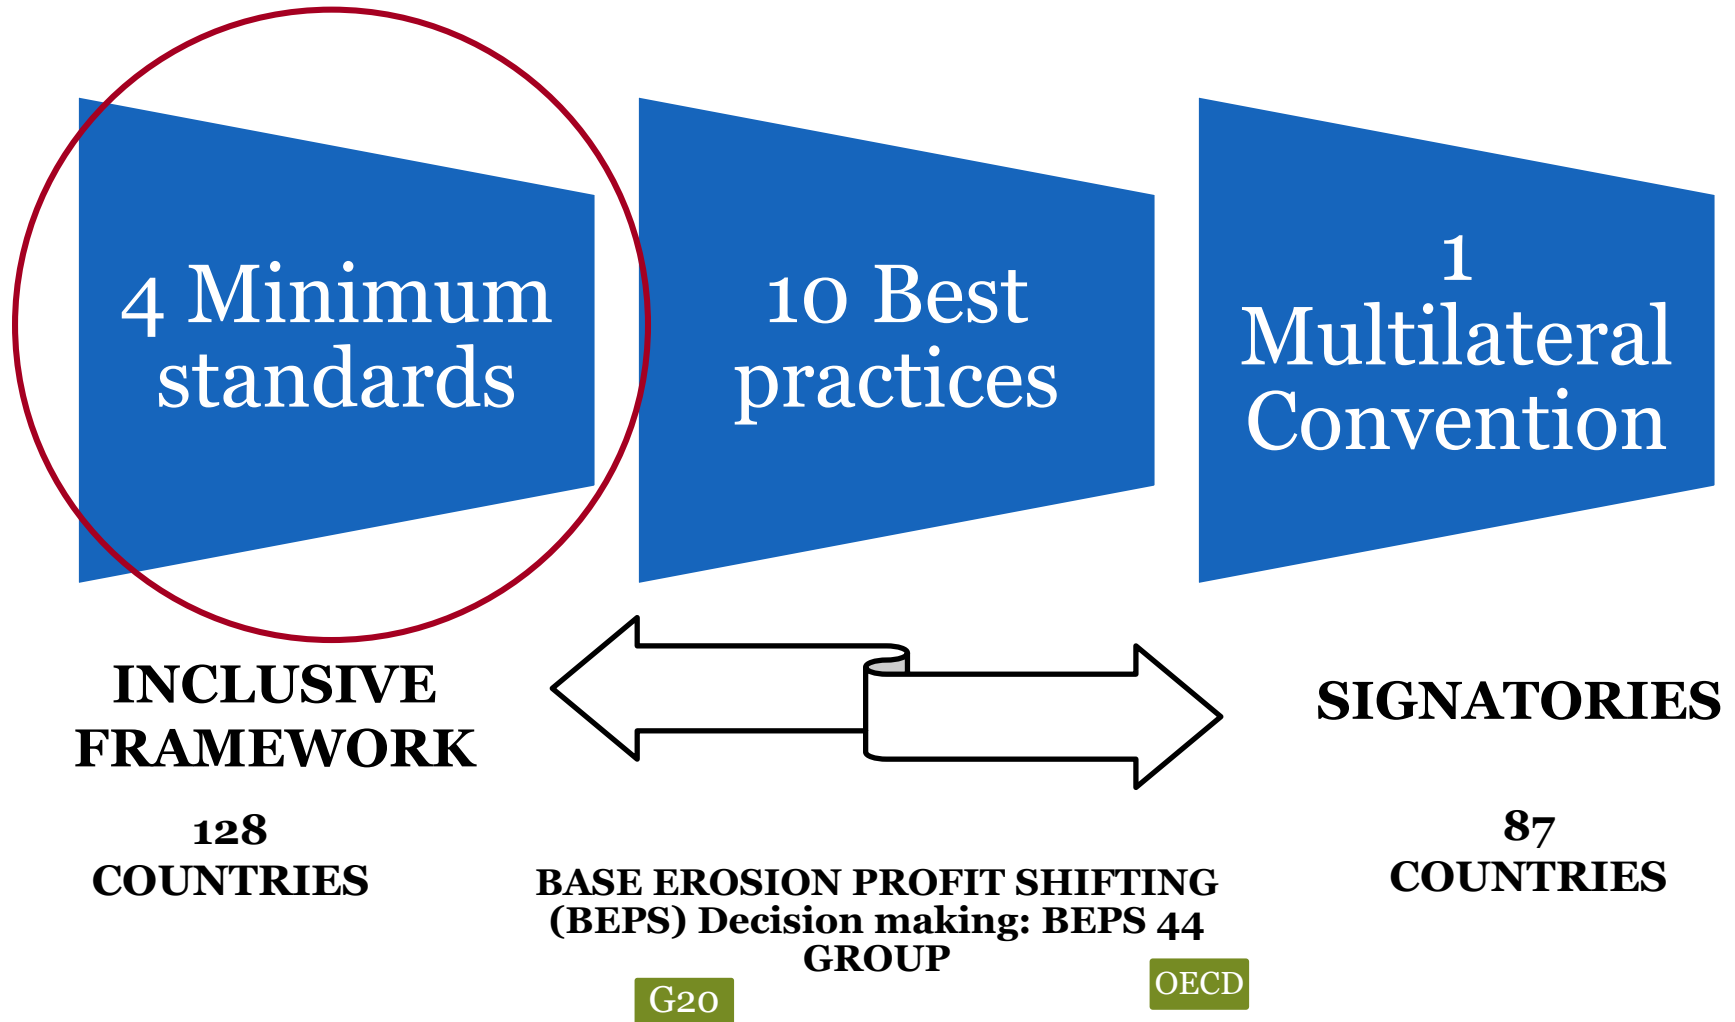 4 Minimum
standards
10 Best
practices
1
Multilateral
Convention
INCLUSIVE
FRAMEWORK
SIGNATORIES
128
COUNTRIES
87
COUNTRIES
BASE EROSION PROFIT SHIFTING
(BEPS) Decision making: BEPS 44
GROUP
G20
OECD